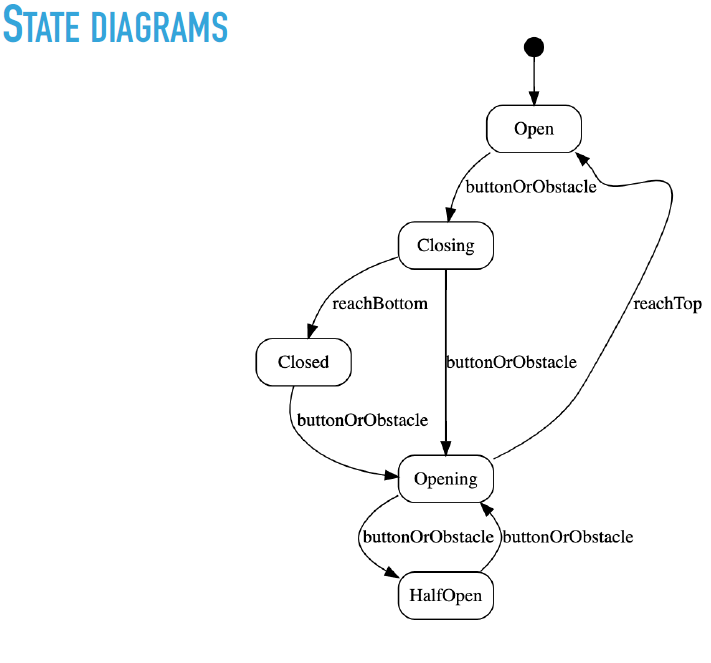 STATE DIAGRAMS
Open
buttonOrObstacle
Closing
reachBottom
reachTop
Closed
buttonOrObstacle
buttonOrObstacle
Opening
buttonOrObstacle
buttonOrObstacle
HalfOpen